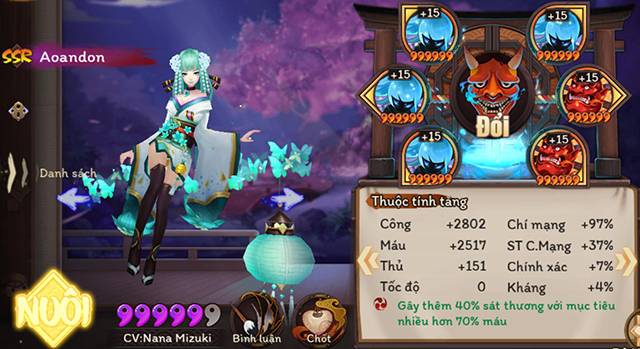 SSR Aoandon
Danh sách
NUÔI
999999
CV:Nana Mizuki
Bình luận
Chót
+15
999999
+15
999999
+15
999999
+15
999999
+15
999999
+15
999999
Đổi
Thuộc tính tăng
Công +2802 Chí mạng +97%
Máu +2517 ST C.Mạng +37%
Thủ +151 Chính xác +7%
Tốc độ 0 Kháng +4%
Gây thêm 40% sát thương với mục tiêu
nhiều hơn 70% máu